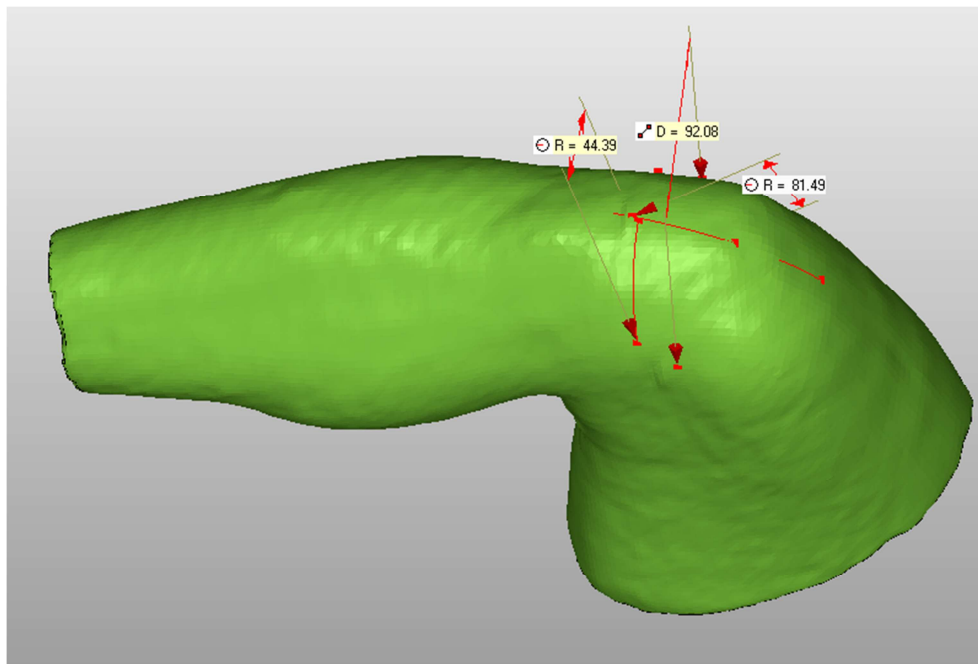 D = 92.08
R = 44.39
R = 81.49